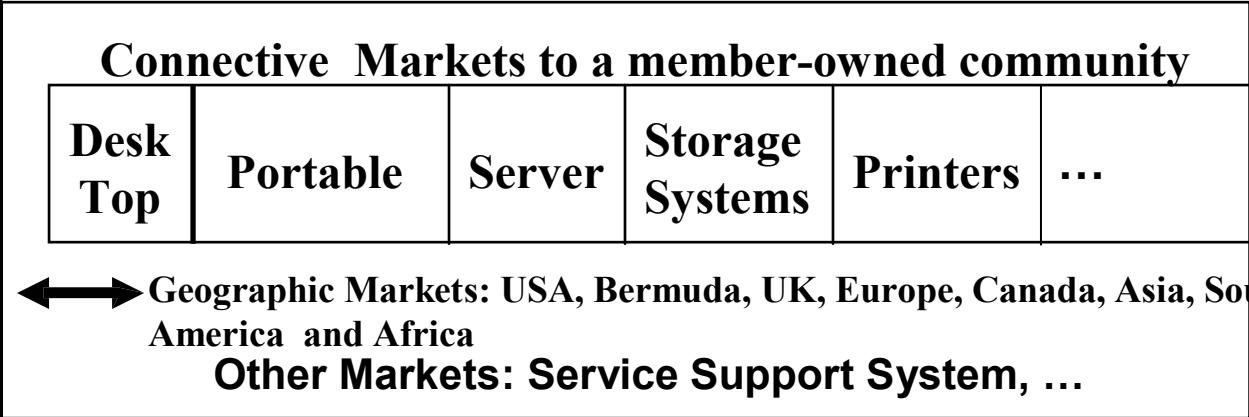 Connective Markets to a member-owned community
Desk
Top
Portable
Server
Storage
Systems
Printers
…
Geographic Markets: USA, Bermuda, UK, Europe, Canada, Asia,
America and Africa
Other Markets: Service Support System, …